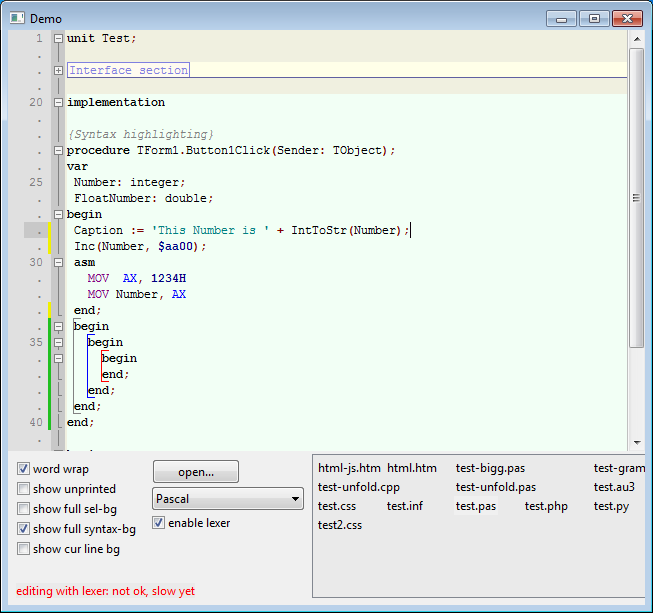 Demo
1 unit Test;
Interface section
20 implementation
{Syntax highlighting}
procedure TForm1.Button1Click(Sender: TObject);
var
25 Number: integer;
FloatNumber: double;
begin
Caption := 'This Number is ' + IntToStr(Number);
Inc(Number, $aa00);
30 asm
MOV AX, 1234H
MOV Number, AX
end;
begin
35 begin
begin
end;
end;
end;
40 end;
word wrap
show unprinted
show full sel-bg
show full syntax-bg
show cur line bg
open...
Pascal
enable lexer
html-js.htm html.htm test-bigg.pas test-gram
test-unfold.cpp test-unfold.pas test.au3
test.css test.inf test.pas test.php test.py
test2.css
editing with lexer: not ok, slow yet